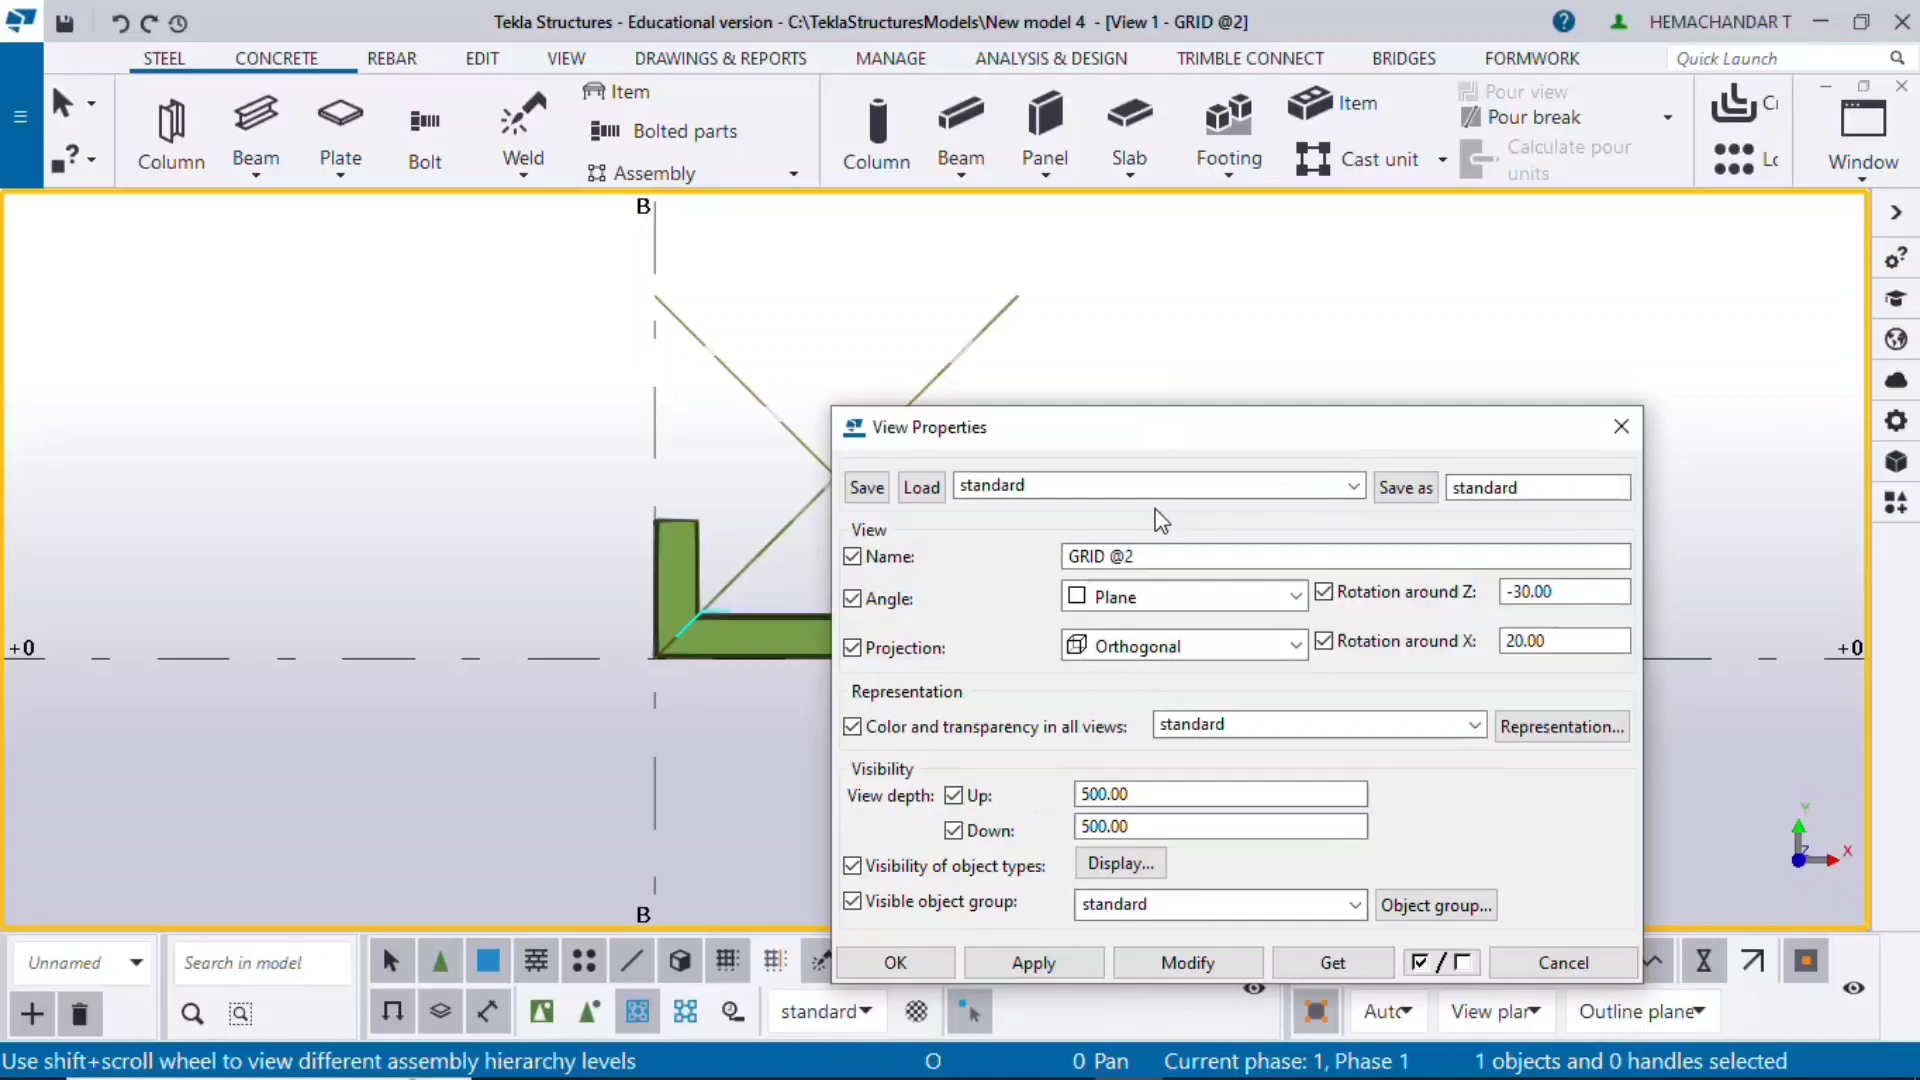 Tekla Structures - Educational version - C:\TeklaStructuresModels\New model 4 - [View 1 - GRID @2]
HEMACHANDAR T
STEEL CONCRETE REBAR EDIT VIEW DRAWINGS & REPORTS MANAGE ANALYSIS & DESIGN TRIMBLE CONNECT BRIDGES FORMWORK Quick Launch
Column Beam Plate Bolt Weld
Item
Bolted parts
Assembly
Column Beam Panel Slab Footing
Item
Cast unit
Pour view
Pour break
Calculate pour
units
Window
B
+0
+0
B
View Properties
Save Load standard Save as standard
View
Name: GRID @2
Angle: Plane Rotation around Z: -30.00
Projection: Orthogonal Rotation around X: 20.00
Representation
Color and transparency in all views: standard Representation...
Visibility
View depth: Up: 500.00
Down: 500.00
Visibility of object types: Display...
Visible object group: standard Object group...
OK Apply Modify Get / Cancel
Y
X
Z
Unnamed Search in model
standard
View plar Outline plane
Use shift+scroll wheel to view different assembly hierarchy levels O 0 Pan Current phase: 1, Phase 1 1 objects and 0 handles selected